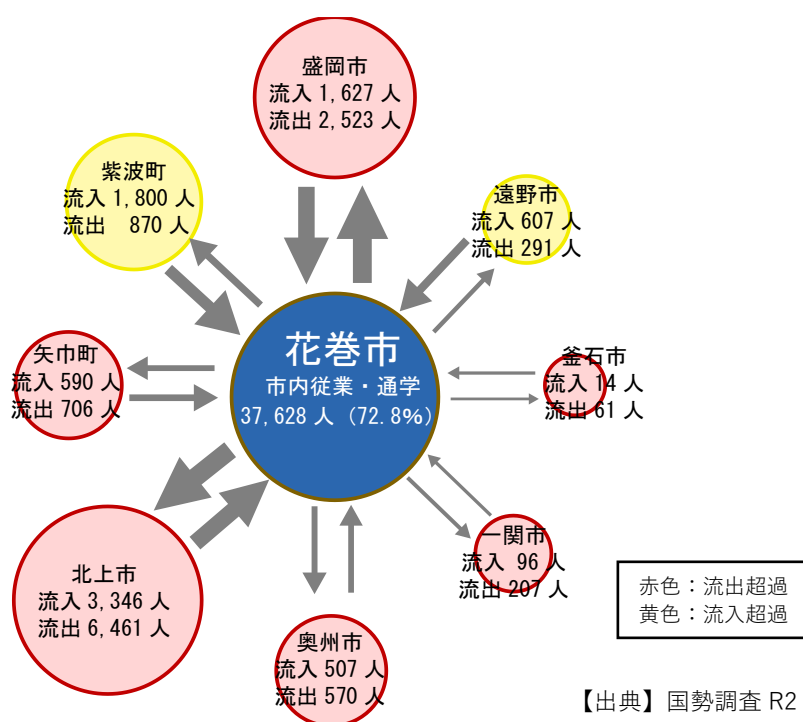 盛岡市
流入 1,627 人
流出 2,523 人
紫波町
流入 1,800 人
流出 870 人
遠野市
流入 607 人
流出 291 人
花巻市
市内従業・通学
37,628 人（72.8%）
矢巾町
流入 590 人
流出 706 人
釜石市
流入 14 人
流出 61 人
北上市
流入 3,346 人
流出 6,461 人
一関市
流入 96 人
流出 207 人
奥州市
流入 507 人
流出 570 人
赤色：流出超過
黄色：流入超過
【出典】国勢調査 R2